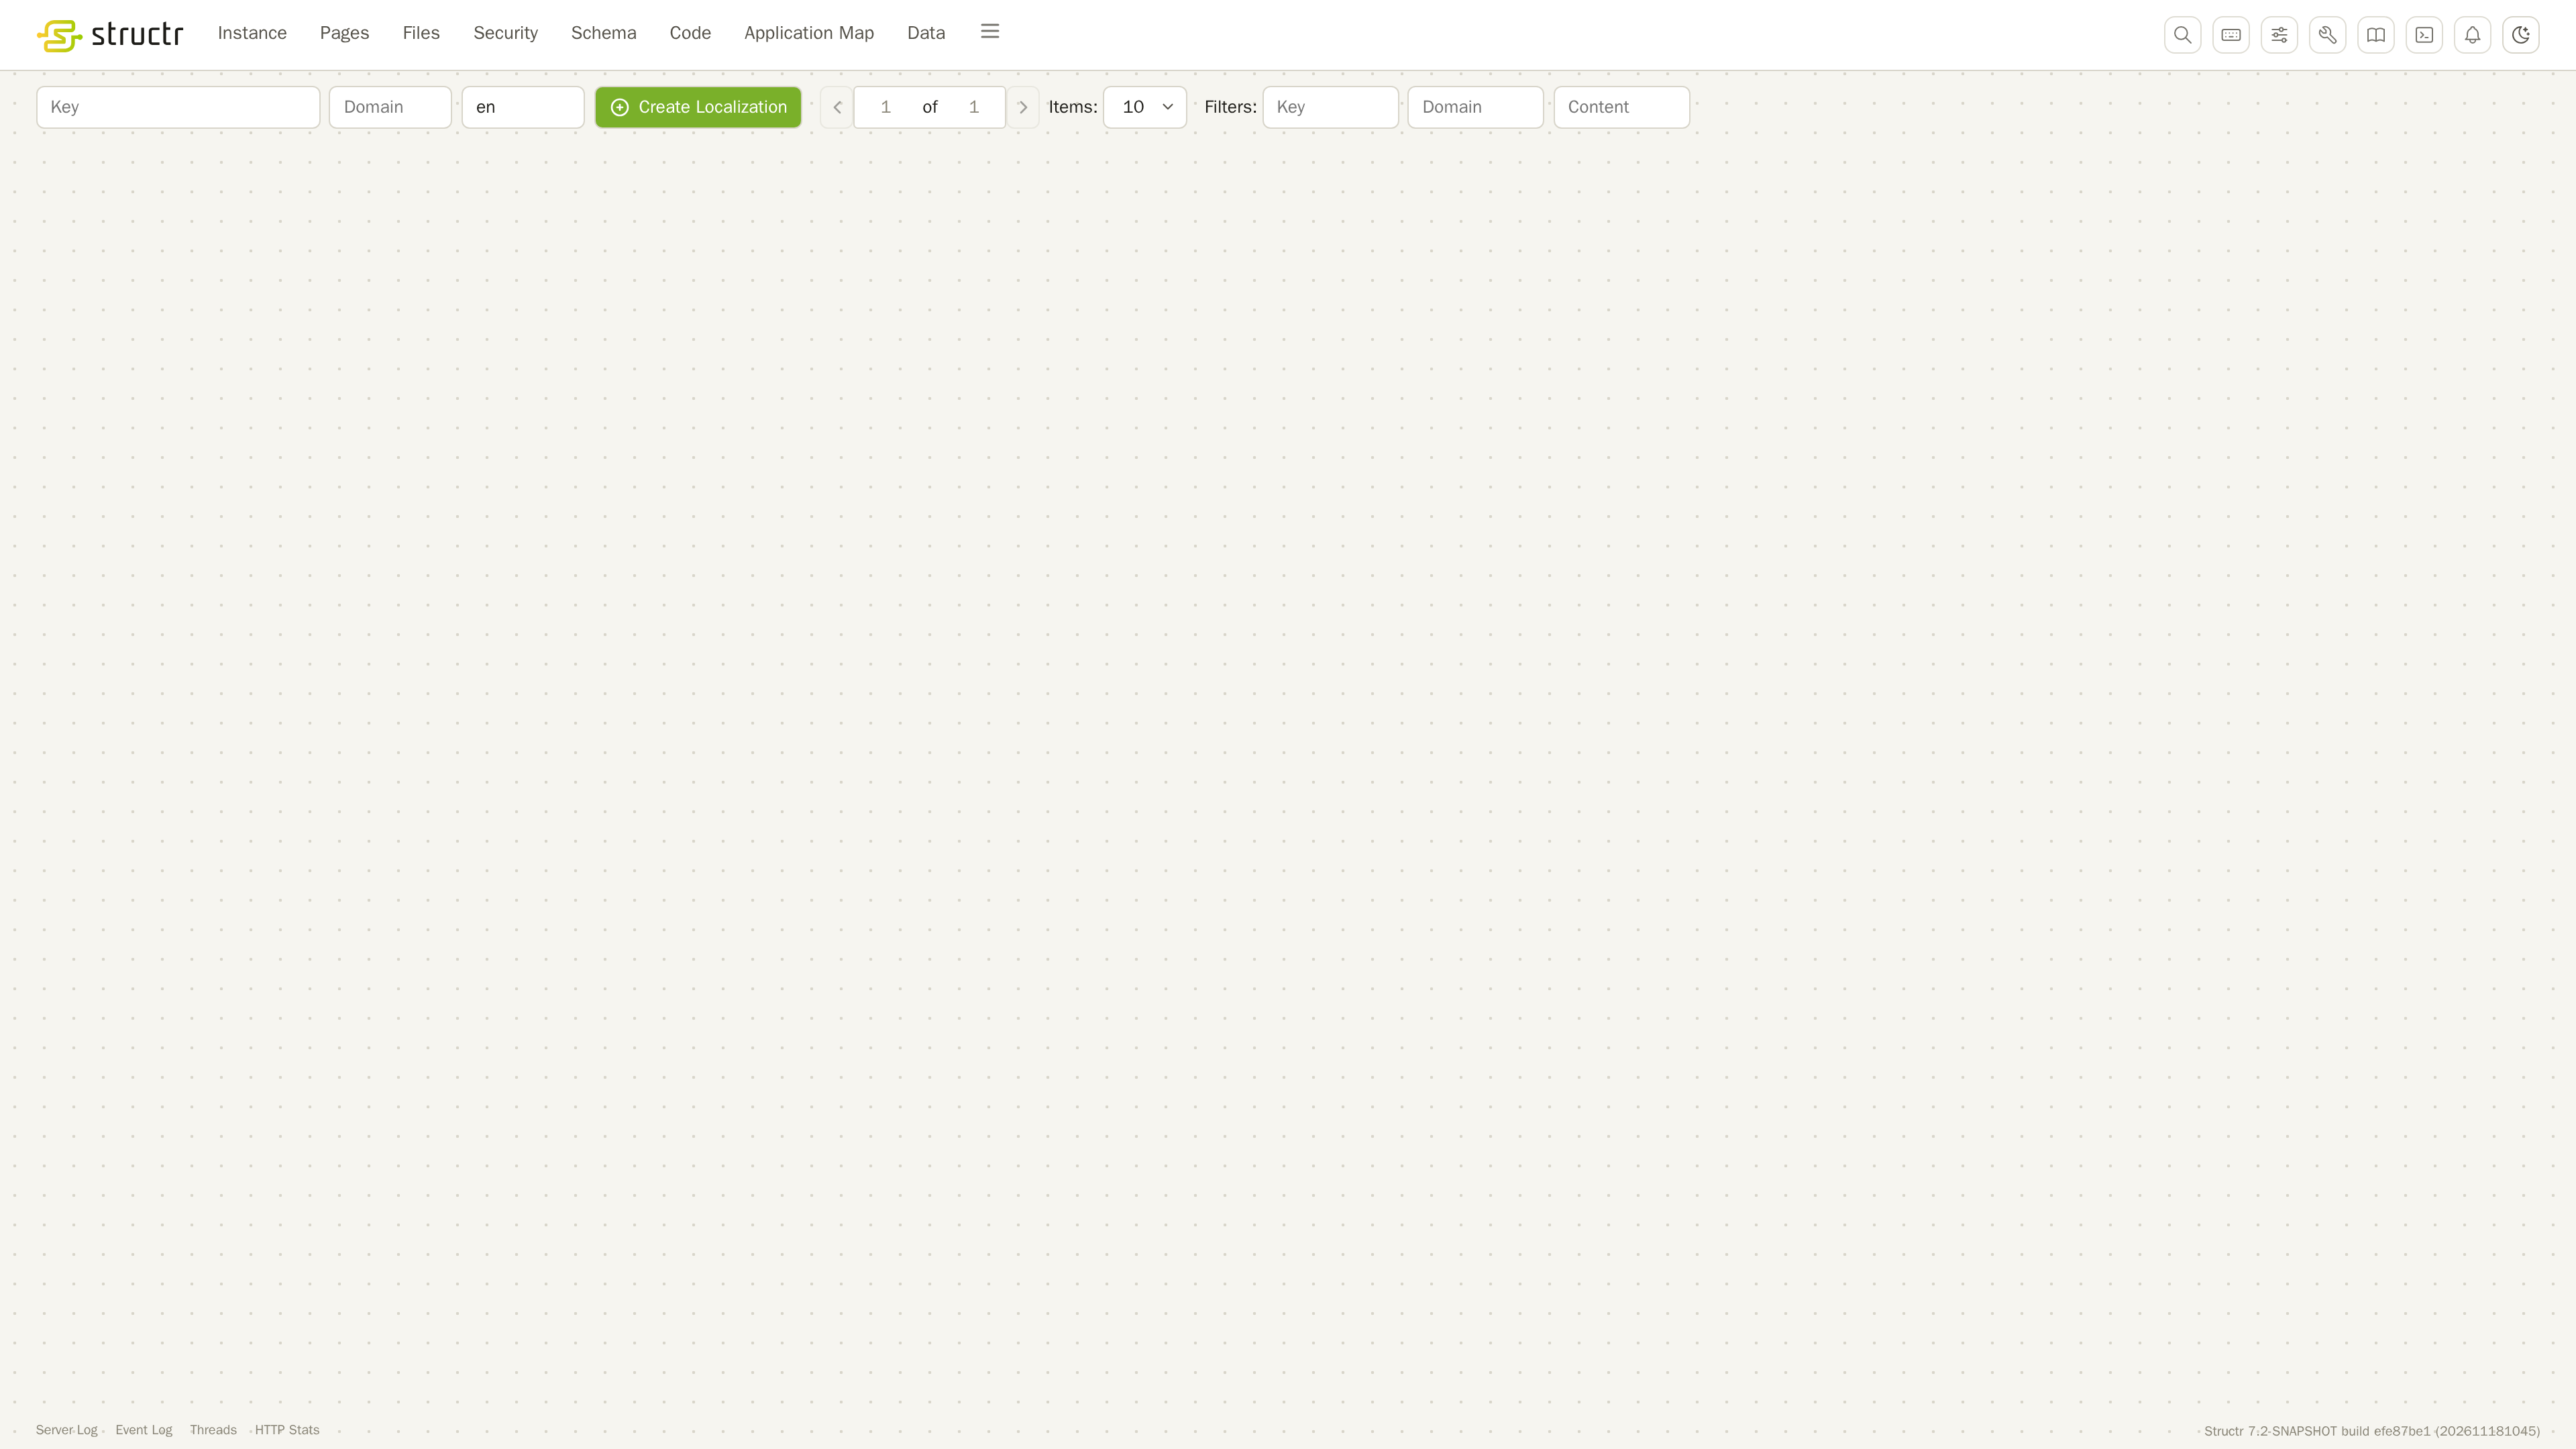 structr Instance Pages Files Security Schema Code Application Map Data
Key Domain en Create Localization 1 of 1 Items: 10 Filters: Key Domain Content
Server Log Event Log Threads HTTP Stats Structr 7.2-SNAPSHOT build efe87be1 (202611181045)